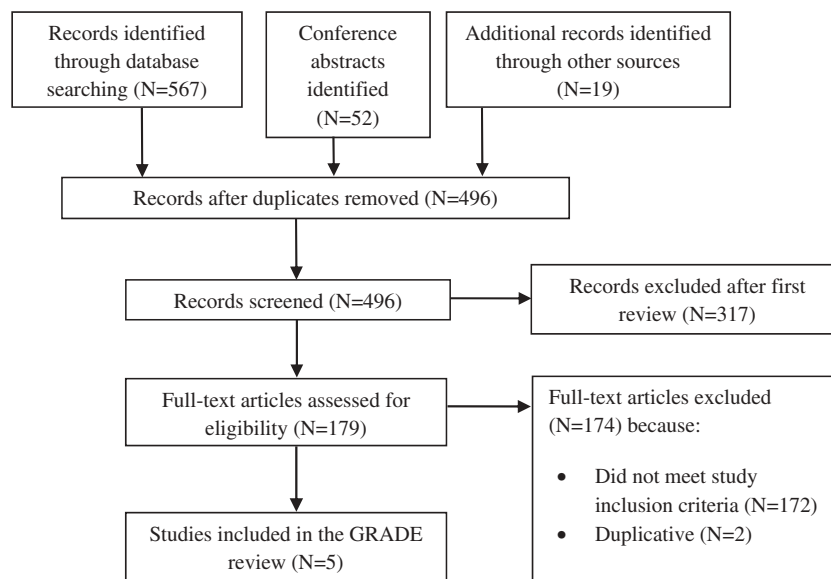 Records identified
through database
searching (N=567)
Conference
abstracts
identified
(N=52)
Additional records identified
through other sources
(N=19)
Records after duplicates removed (N=496)
Records screened (N=496)
Records excluded after first
review (N=317)
Full-text articles assessed for
eligibility (N=179)
Full-text articles excluded
(N=174) because:
• Did not meet study
inclusion criteria (N=172)
• Duplicative (N=2)
Studies included in the GRADE
review (N=5)